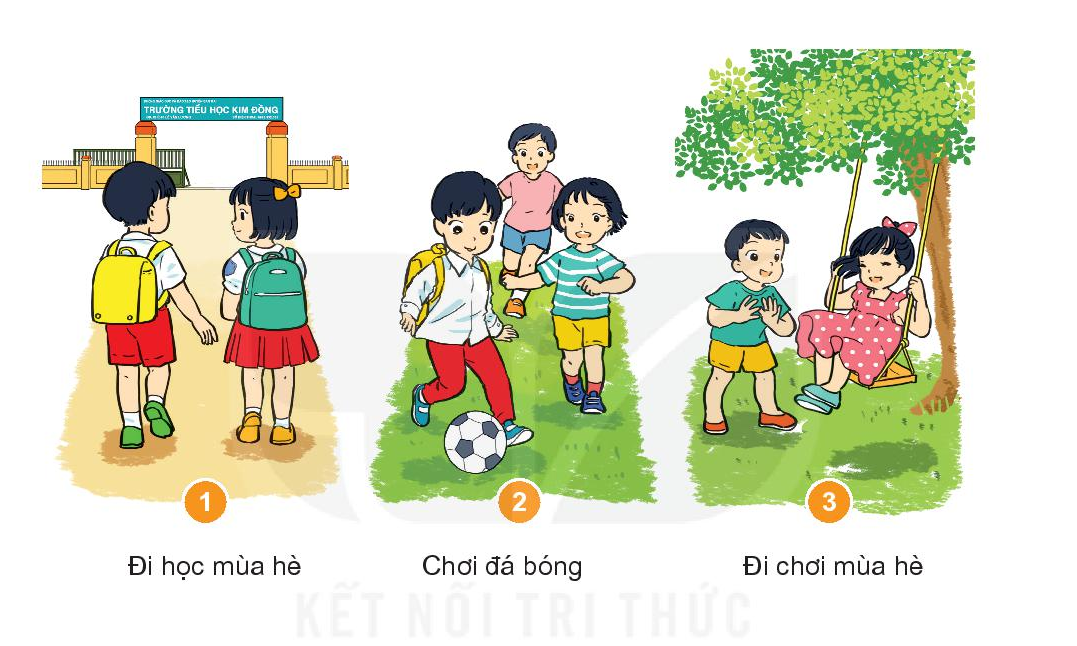 TRƯỜNG TIỂU HỌC KIM ĐỒNG
1
2
3
Đi học mùa hè
Chơi đá bóng
Đi chơi mùa hè
KẾT NỐI TRI THỨC